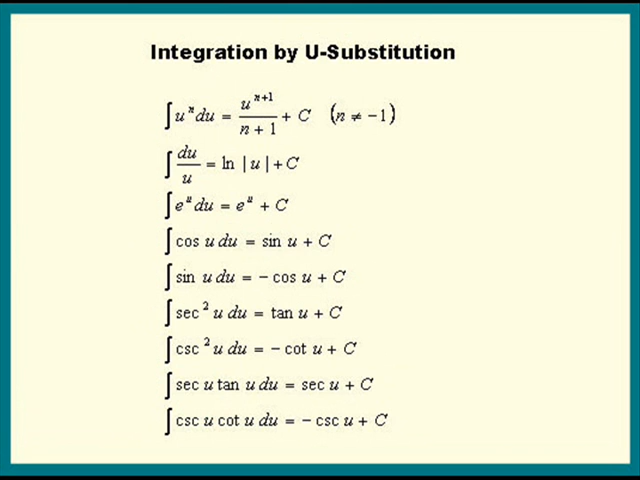 Integration by U-Substitution
∫ uⁿ du = uⁿ⁺¹/(n + 1) + C (n ≠ −1)
∫ du/u = ln |u| + C
∫ eᵘ du = eᵘ + C
∫ cos u du = sin u + C
∫ sin u du = − cos u + C
∫ sec² u du = tan u + C
∫ csc² u du = − cot u + C
∫ sec u tan u du = sec u + C
∫ csc u cot u du = − csc u + C